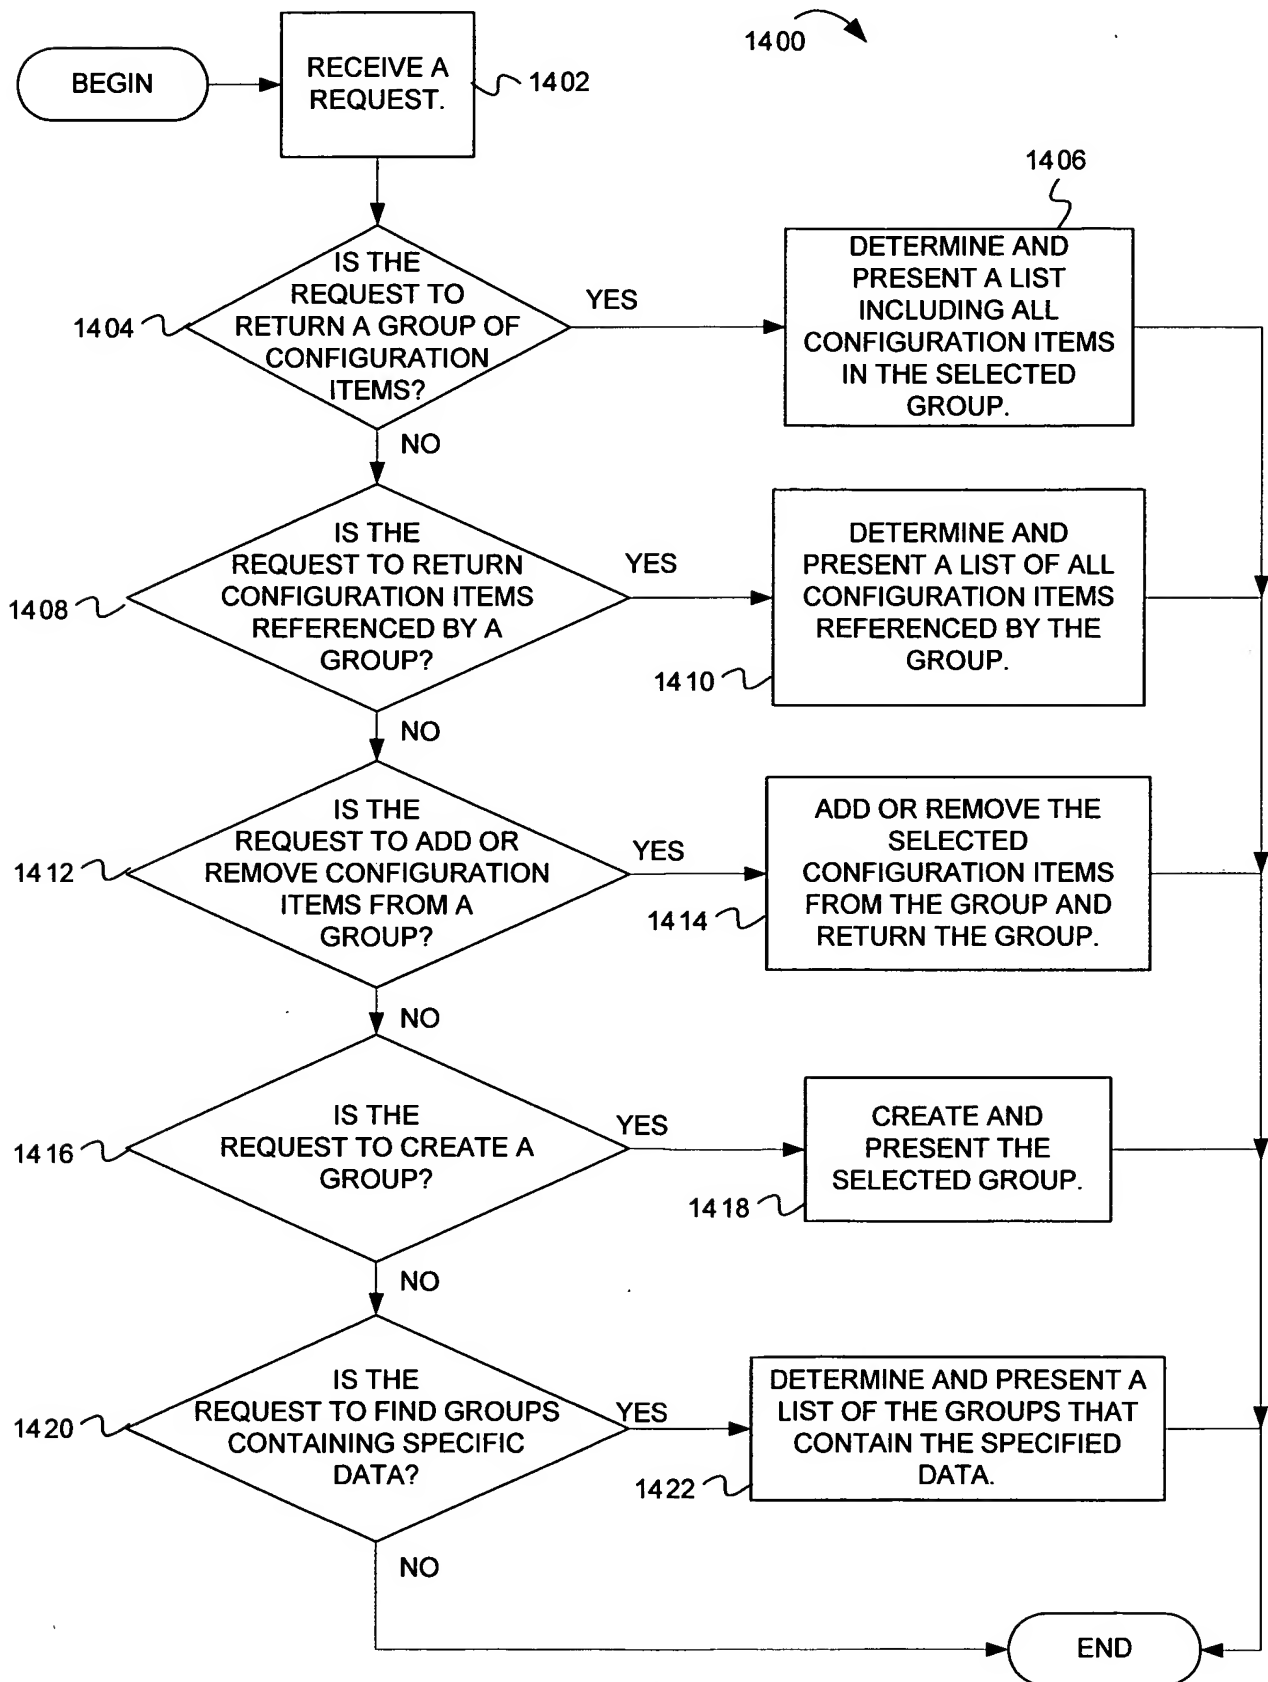 1400
BEGIN
RECEIVE A
REQUEST.
1402
1406
IS THE
REQUEST TO
RETURN A GROUP OF
CONFIGURATION
ITEMS?
1404
YES
DETERMINE AND
PRESENT A LIST
INCLUDING ALL
CONFIGURATION ITEMS
IN THE SELECTED
GROUP.
NO
IS THE
REQUEST TO RETURN
CONFIGURATION ITEMS
REFERENCED BY A
GROUP?
1408
YES
DETERMINE AND
PRESENT A LIST OF ALL
CONFIGURATION ITEMS
REFERENCED BY THE
GROUP.
1410
NO
IS THE
REQUEST TO ADD OR
REMOVE CONFIGURATION
ITEMS FROM A
GROUP?
1412
YES
ADD OR REMOVE THE
SELECTED
CONFIGURATION ITEMS
FROM THE GROUP AND
RETURN THE GROUP.
1414
NO
IS THE
REQUEST TO CREATE A
GROUP?
1416
YES
CREATE AND
PRESENT THE
SELECTED GROUP.
1418
NO
IS THE
REQUEST TO FIND GROUPS
CONTAINING SPECIFIC
DATA?
1420
YES
DETERMINE AND PRESENT A
LIST OF THE GROUPS THAT
CONTAIN THE SPECIFIED
DATA.
1422
NO
END